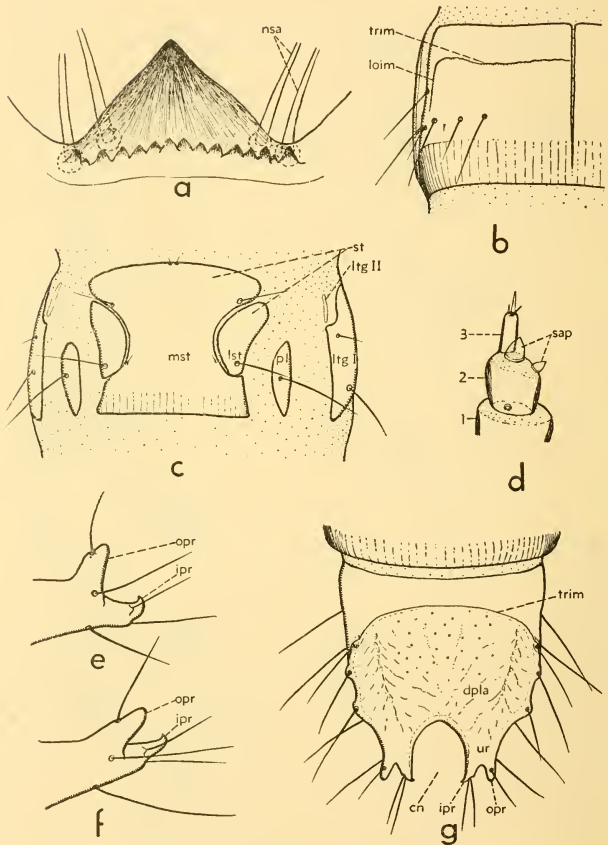 nsa
a
trim
loim
b
st
ltg II
mst
lst
pl
ltg I
c
3
sap
2
1
d
opr
ipr
e
opr
ipr
f
trim
dpla
ur
cn
ipr
opr
g